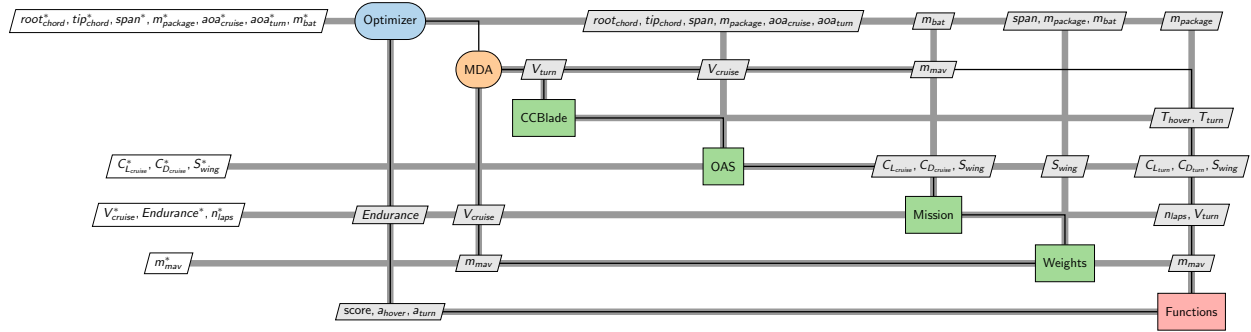 root*chord, tip*chord, span*, m*package, aoa*cruise, aoa*turn, m*bat Optimizer rootchord, tipchord, span, mpackage, aoacruise, aoaturn mbat span, mpackage, mbat mpackage
MDA Vturn Vcruise mmav
CCBlade Thover, Tturn
C*Lcruise, C*Dcruise, S*wing OAS CLcruise, CDcruise, Swing Swing CLturn, CDturn, Swing
V*cruise, Endurance*, n*laps Endurance Vcruise Mission nlaps, Vturn
m*mav mmav Weights mmav
score, ahover, aturn Functions